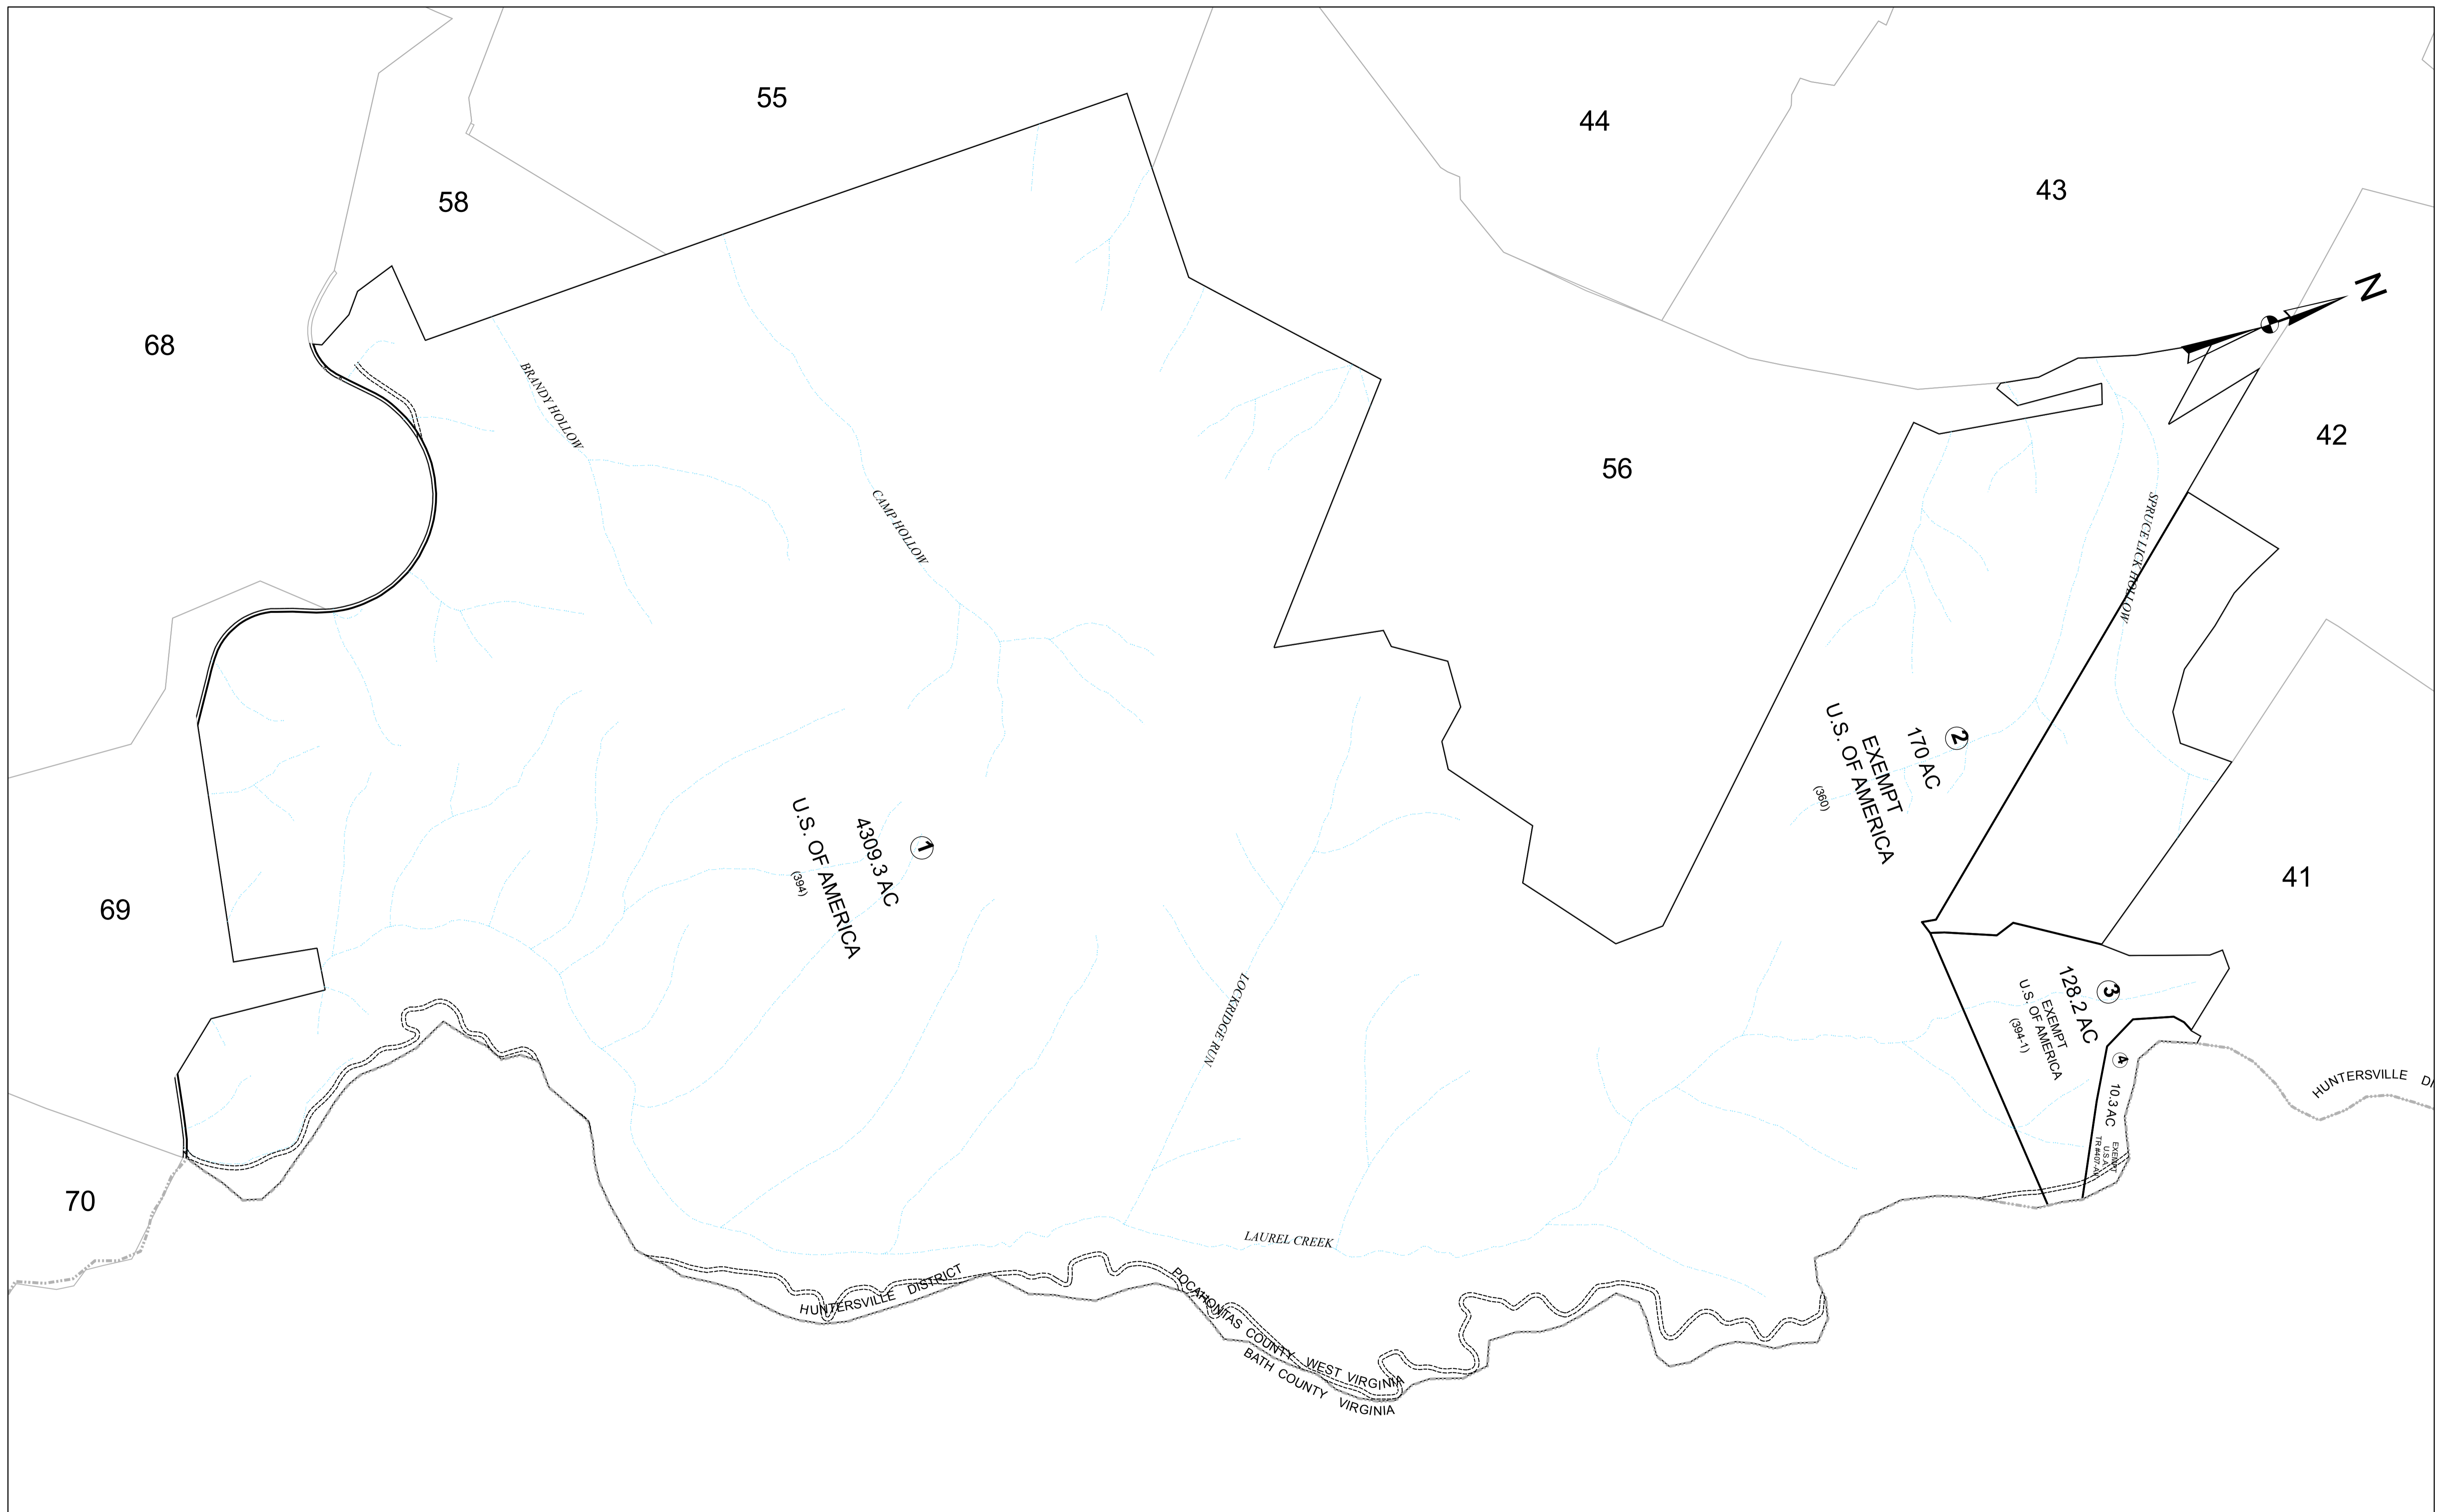 55
44
43
58
N
68
42
56
BRANDY HOLLOW
CAMP HOLLOW
SPRUCE LICK HOLLOW
2
170 AC
EXEMPT
U.S. OF AMERICA
(360)
1
4309.3 AC
U.S. OF AMERICA
(394)
41
69
3
128.2 AC
EXEMPT
U.S. OF AMERICA
(394-1)
LOCKRIDGE RUN
4
10.3 AC
EXEMPT
U.S.A.
HUNTERSVILLE DI
70
LAUREL CREEK
HUNTERSVILLE DISTRICT
POCAHONTAS COUNTY WEST VIRGINIA
BATH COUNTY VIRGINIA